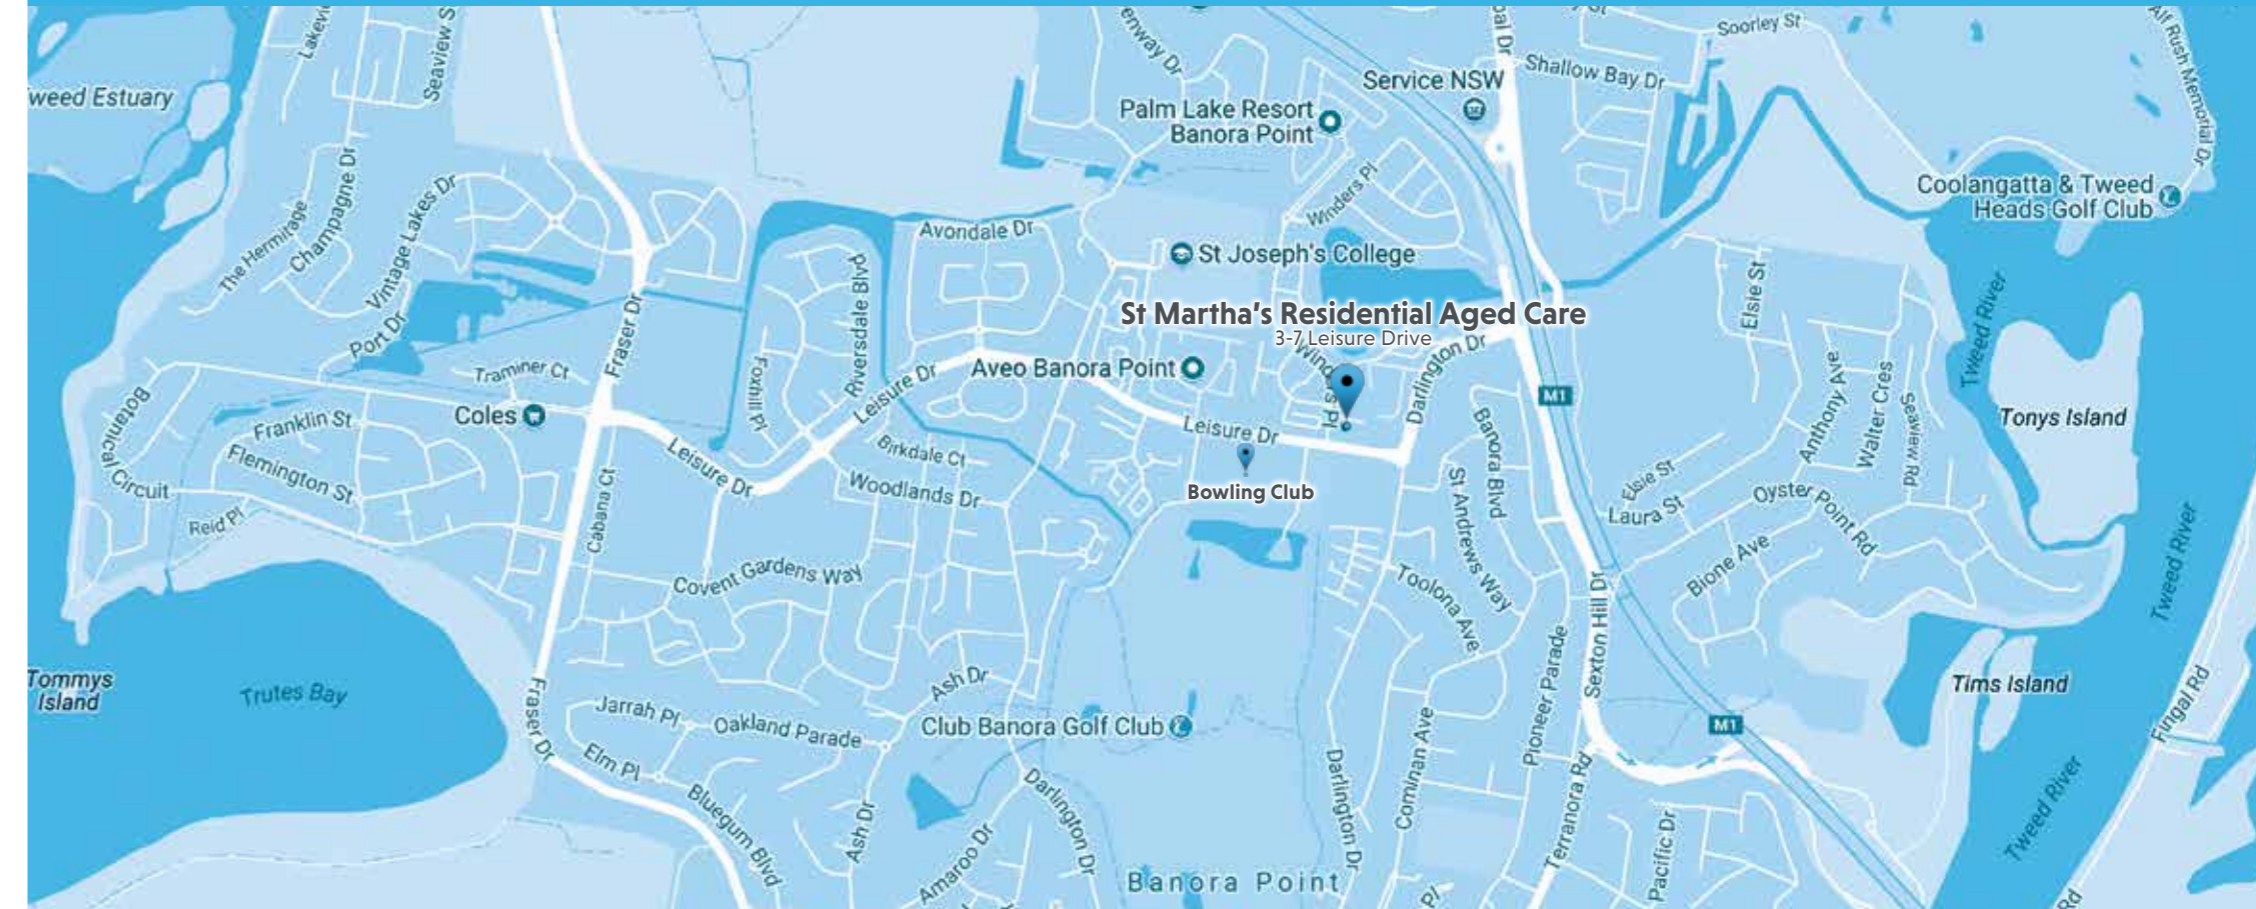 Soorley St
Alf Rush Memorial Dr
Shallow Bay Dr
Service NSW
Tweed Estuary
Palm Lake Resort
Banora Point
Winders Pl
Coolangatta & Tweed
Heads Golf Club
The Hermitage
Champagne Dr
Vintage Lakes Dr
Port Dr
Fraser Dr
Avondale Dr
Riversdale Blvd
St Joseph's College
St Martha's Residential Aged Care
3-7 Leisure Drive
Darlington Dr
Elsie St
Tweed River
Traminer Ct
Foxhill Pl
Leisure Dr
Aveo Banora Point
M1
Anthony Ave
Walter Cres
Seaview Rd
Tonys Island
Botanical Circuit
Franklin St
Flemington St
Reid Pl
Coles
Cabana Ct
Leisure Dr
Birkdale Ct
Woodlands Dr
Leisure Dr
Bowling Club
Banora Blvd
St Andrews Way
Elsie St
Laura St
Oyster Point Rd
Bione Ave
Tweed River
Covent Gardens Way
Toolona Ave
Sexton Hill Dr
Pioneer Parade
Tommys
Island
Trutes Bay
Fraser Dr
Jarrah Pl
Oakland Parade
Ash Dr
Club Banora Golf Club
Tims Island
M1
Fingal Rd
Elm Pl
Bluegum Blvd
Ash Dr
Amaroo Dr
Darlington Dr
Darlington Dr
Cominan Ave
Terranora Rd
Pacific Dr
Tweed River
Banora Point
Pl
Rd